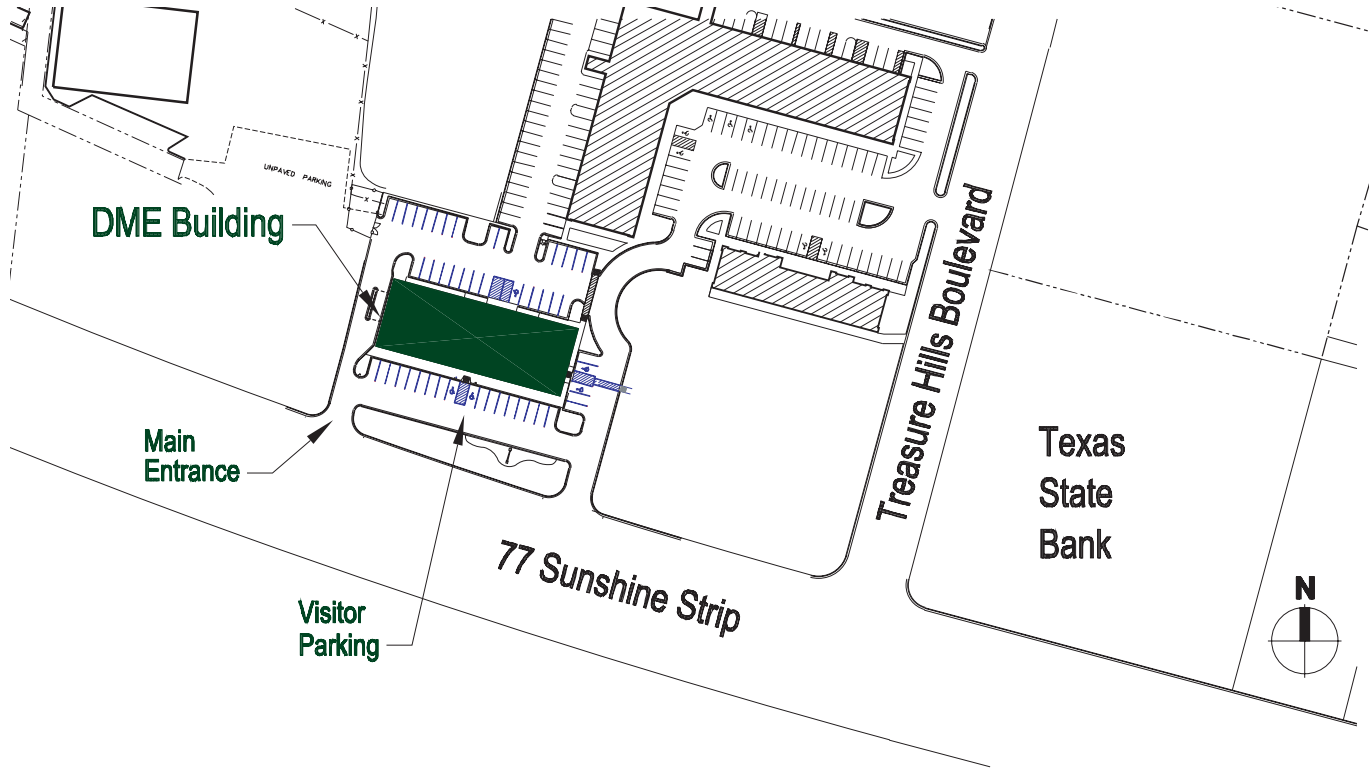 UNPAVED PARKING
DME Building
Treasure Hills Boulevard
Main
Entrance
Texas
State
Bank
77 Sunshine Strip
Visitor
Parking
N